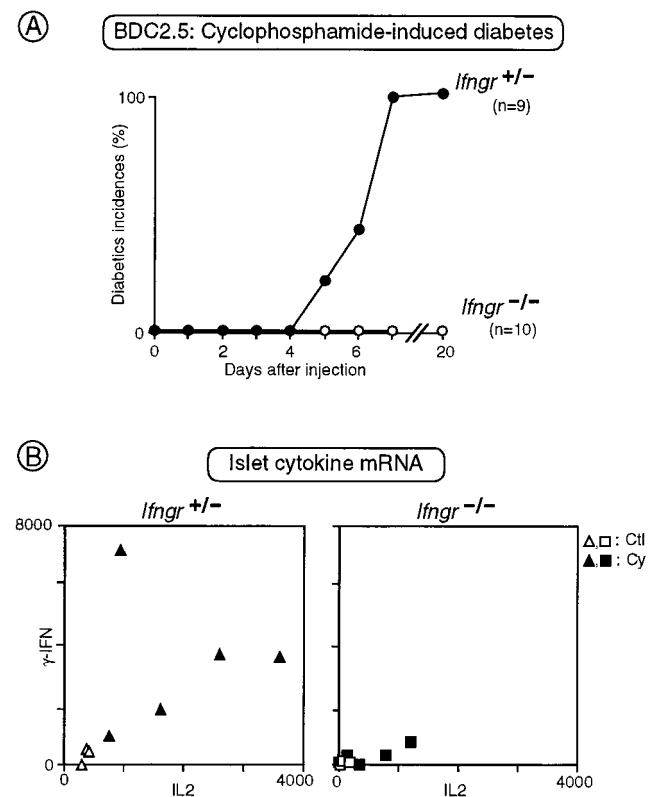 A
BDC2.5: Cyclophosphamide-induced diabetes
Ifngr +/−
(n=9)
100
Diabetics incidences (%)
Ifngr −/−
(n=10)
0
0 2 4 6 20
Days after injection
B
Islet cytokine mRNA
Ifngr +/−
Ifngr −/−
8000
γ-IFN
0
0 4000
IL2
0 4000
IL2
△,□: Ctl
▲,■: Cy